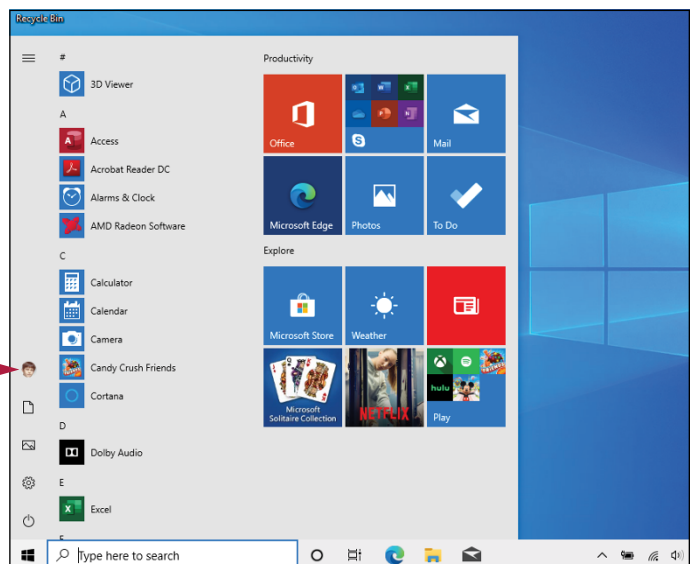 Recycle Bin
#
3D Viewer
A
Access
Acrobat Reader DC
Alarms & Clock
AMD Radeon Software
C
Calculator
Calendar
Camera
Candy Crush Friends
Cortana
D
Dolby Audio
E
Excel
Productivity
Office
Mail
Microsoft Edge
Photos
To Do
Explore
Microsoft Store
Weather
Microsoft
Solitaire Collection
NETFLIX
hulu
Play
Type here to search